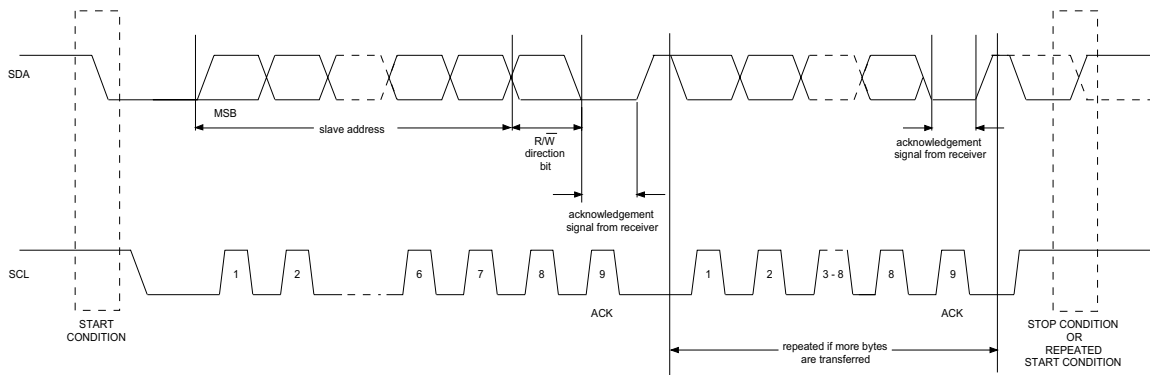 SDA
MSB
slave address
R/W̅
direction
bit
acknowledgement
signal from receiver
acknowledgement
signal from receiver
SCL
1
2
6
7
8
9
1
2
3 - 8
8
9
ACK
ACK
START
CONDITION
repeated if more bytes
are transferred
STOP CONDITION
OR
REPEATED
START CONDITION